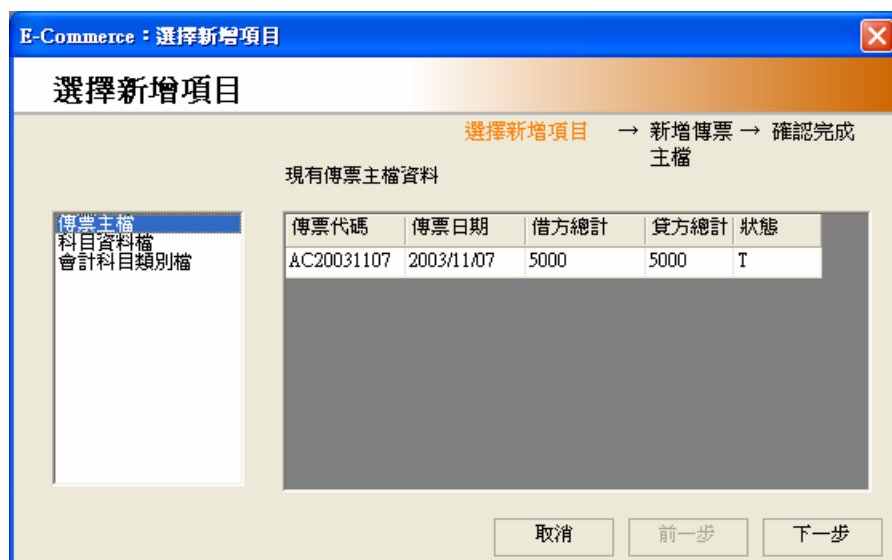 E-Commerce：選擇新增項目
選擇新增項目
選擇新增項目 → 新增傳票 → 確認完成
主檔
現有傳票主檔資料
傳票主檔
科目資料檔
會計科目類別檔
傳票代碼 傳票日期 借方總計 貸方總計 狀態
AC20031107 2003/11/07 5000 5000 T
取消 前一步 下一步